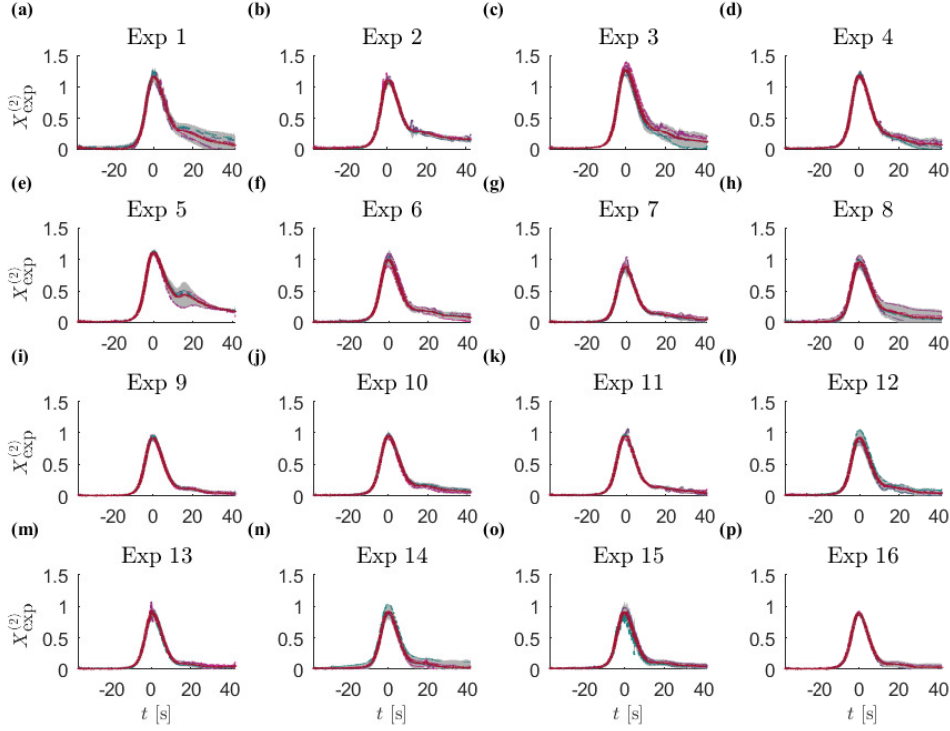 (a) (b) (c) (d)
Exp 1 Exp 2 Exp 3 Exp 4
1.5 1.5 1.5 1.5
1 1 1 1
X_exp^(2) 0.5 0.5 0.5 0.5
0 0 0 0
-20 0 20 40 -20 0 20 40 -20 0 20 40 -20 0 20 40
(e) (f) (g) (h)
Exp 5 Exp 6 Exp 7 Exp 8
1.5 1.5 1.5 1.5
1 1 1 1
X_exp^(2) 0.5 0.5 0.5 0.5
0 0 0 0
-20 0 20 40 -20 0 20 40 -20 0 20 40 -20 0 20 40
(i) (j) (k) (l)
Exp 9 Exp 10 Exp 11 Exp 12
1.5 1.5 1.5 1.5
1 1 1 1
X_exp^(2) 0.5 0.5 0.5 0.5
0 0 0 0
-20 0 20 40 -20 0 20 40 -20 0 20 40 -20 0 20 40
(m) (n) (o) (p)
Exp 13 Exp 14 Exp 15 Exp 16
1.5 1.5 1.5 1.5
1 1 1 1
X_exp^(2) 0.5 0.5 0.5 0.5
0 0 0 0
-20 0 20 40 -20 0 20 40 -20 0 20 40 -20 0 20 40
t [s] t [s] t [s] t [s]